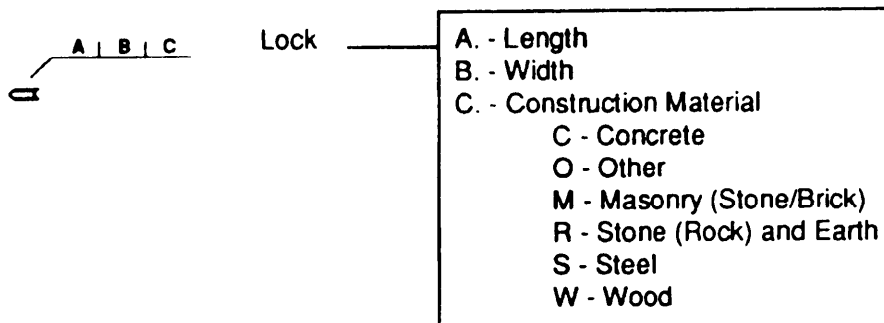 A | B | C
Lock
A. - Length
B. - Width
C. - Construction Material
C - Concrete
O - Other
M - Masonry (Stone/Brick)
R - Stone (Rock) and Earth
S - Steel
W - Wood